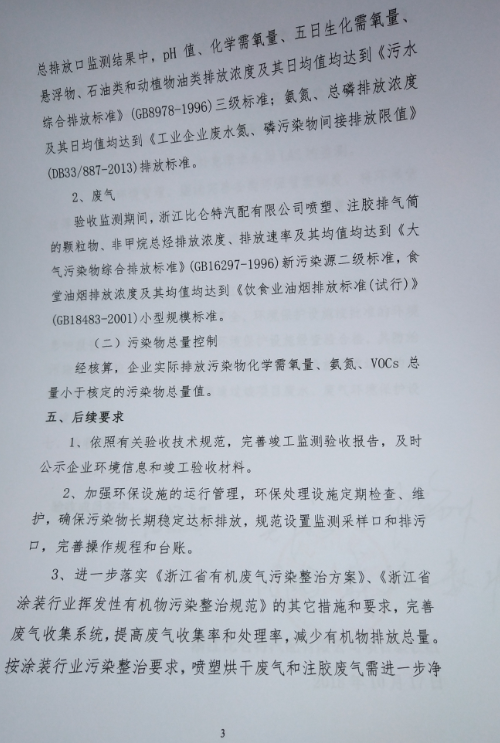 总排放口监测结果中，pH 值、化学需氧量、五日生化需氧量、
悬浮物、石油类和动植物油类排放浓度及其日均值均达到《污水
综合排放标准》(GB8978-1996)三级标准；氨氮、总磷排放浓度
及其日均值均达到《工业企业废水氮、磷污染物间接排放限值》
(DB33/887-2013)排放标准。
2、废气
验收监测期间，浙江比仑特汽配有限公司喷塑、注胶排气筒
的颗粒物、非甲烷总烃排放浓度、排放速率及其均值均达到《大
气污染物综合排放标准》(GB16297-1996)新污染源二级标准，食
堂油烟排放浓度及其均值均达到《饮食业油烟排放标准(试行)》
(GB18483-2001)小型规模标准。
（二）污染物总量控制
经核算，企业实际排放污染物化学需氧量、氨氮、VOCs 总
量小于核定的污染物总量值。
五、后续要求
1、依照有关验收技术规范，完善竣工监测验收报告，及时
公示企业环境信息和竣工验收材料。
2、加强环保设施的运行管理，环保处理设施定期检查、维
护，确保污染物长期稳定达标排放，规范设置监测采样口和排污
口，完善操作规程和台账。
3、进一步落实《浙江省有机废气污染整治方案》、《浙江省
涂装行业挥发性有机物污染整治规范》的其它措施和要求，完善
废气收集系统，提高废气收集率和处理率，减少有机物排放总量。
按涂装行业污染整治要求，喷塑烘干废气和注胶废气需进一步净
3